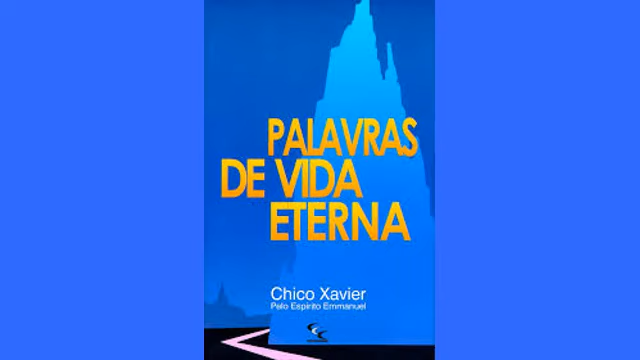 PALAVRAS
DE VIDA
ETERNA
Chico Xavier
Pelo Espírito Emmanuel